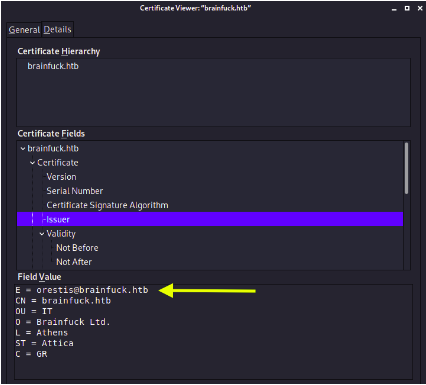 Certificate Viewer: "brainfuck.htb"
General Details
Certificate Hierarchy
brainfuck.htb
Certificate Fields
brainfuck.htb
Certificate
Version
Serial Number
Certificate Signature Algorithm
Issuer
Validity
Not Before
Not After
Field Value
E = orestis@brainfuck.htb
CN = brainfuck.htb
OU = IT
O = Brainfuck Ltd.
L = Athens
ST = Attica
C = GR